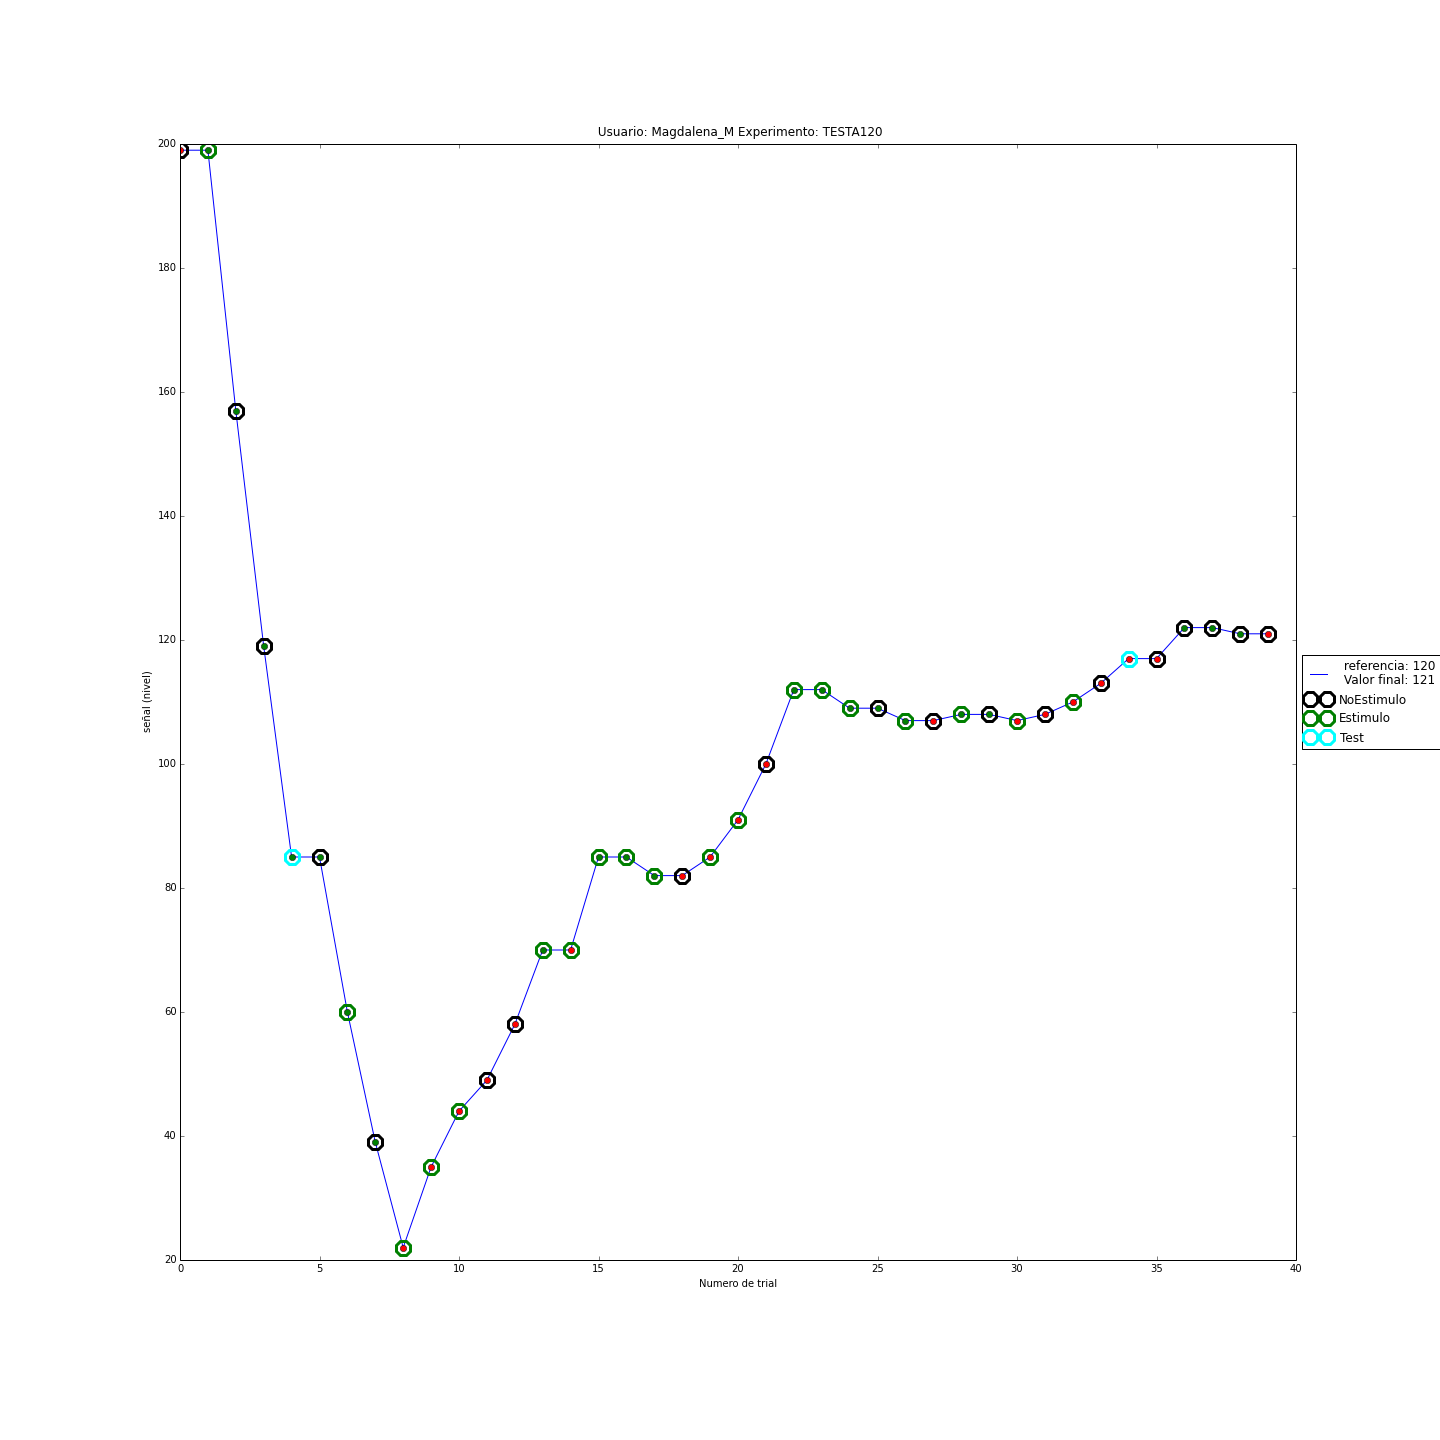 Usuario: Magdalena_M Experimento: TESTA120
200
180
160
140
120
100
80
60
40
20
señal (nivel)
0 5 10 15 20 25 30 35 40
Numero de trial
referencia: 120
Valor final: 121
NoEstimulo
Estimulo
Test